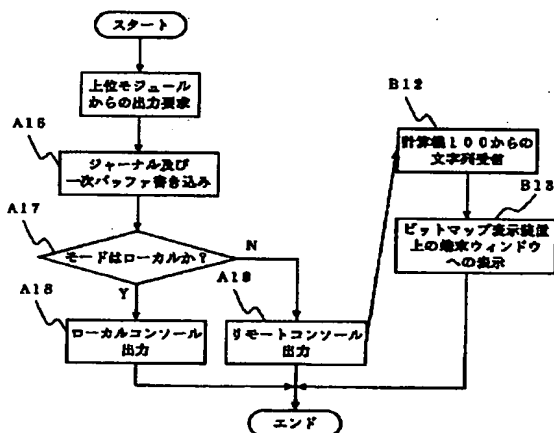 スタート
上位モジュール
からの出力要求
A16
ジャーナル及び
一次バッファ書き込み
A17
モードはローカルか?
N
Y
A18
ローカルコンソール
出力
A19
リモートコンソール
出力
B12
計算機100からの
文字列受信
B13
ビットマップ表示装置
上の端末ウィンドウ
への表示
エンド